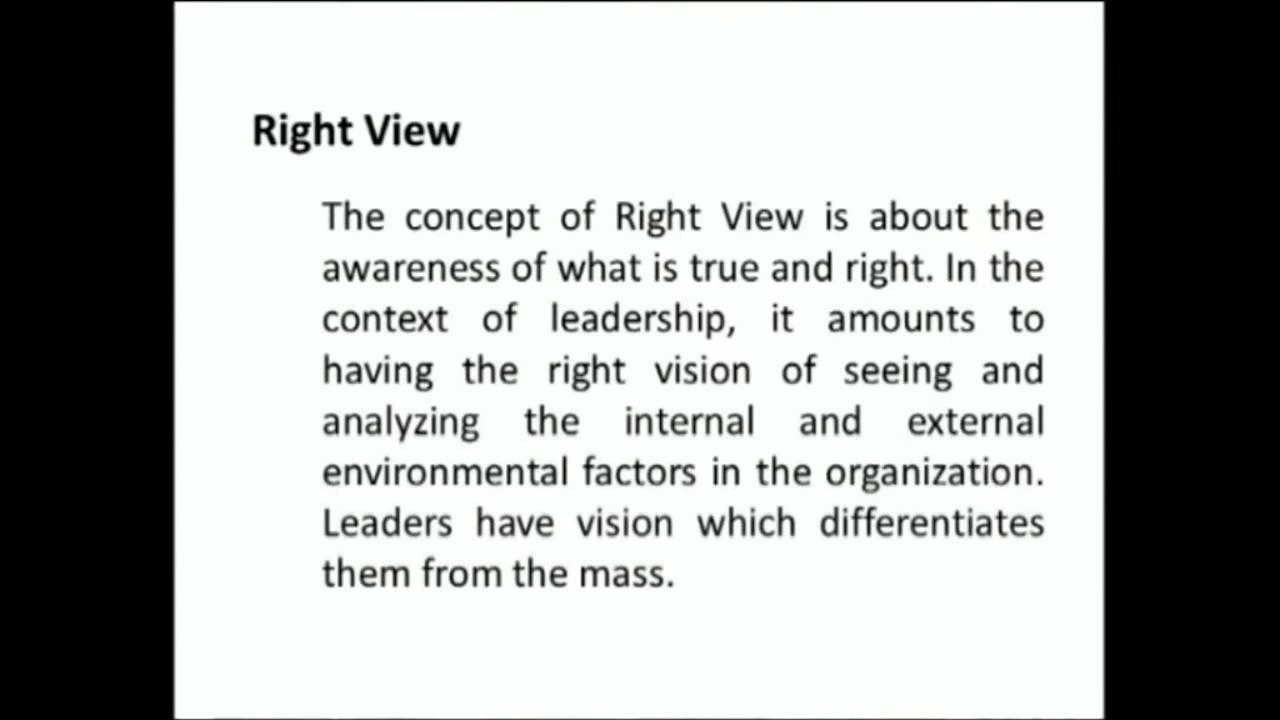 Right View
The concept of Right View is about the
awareness of what is true and right. In the
context of leadership, it amounts to
having the right vision of seeing and
analyzing the internal and external
environmental factors in the organization.
Leaders have vision which differentiates
them from the mass.